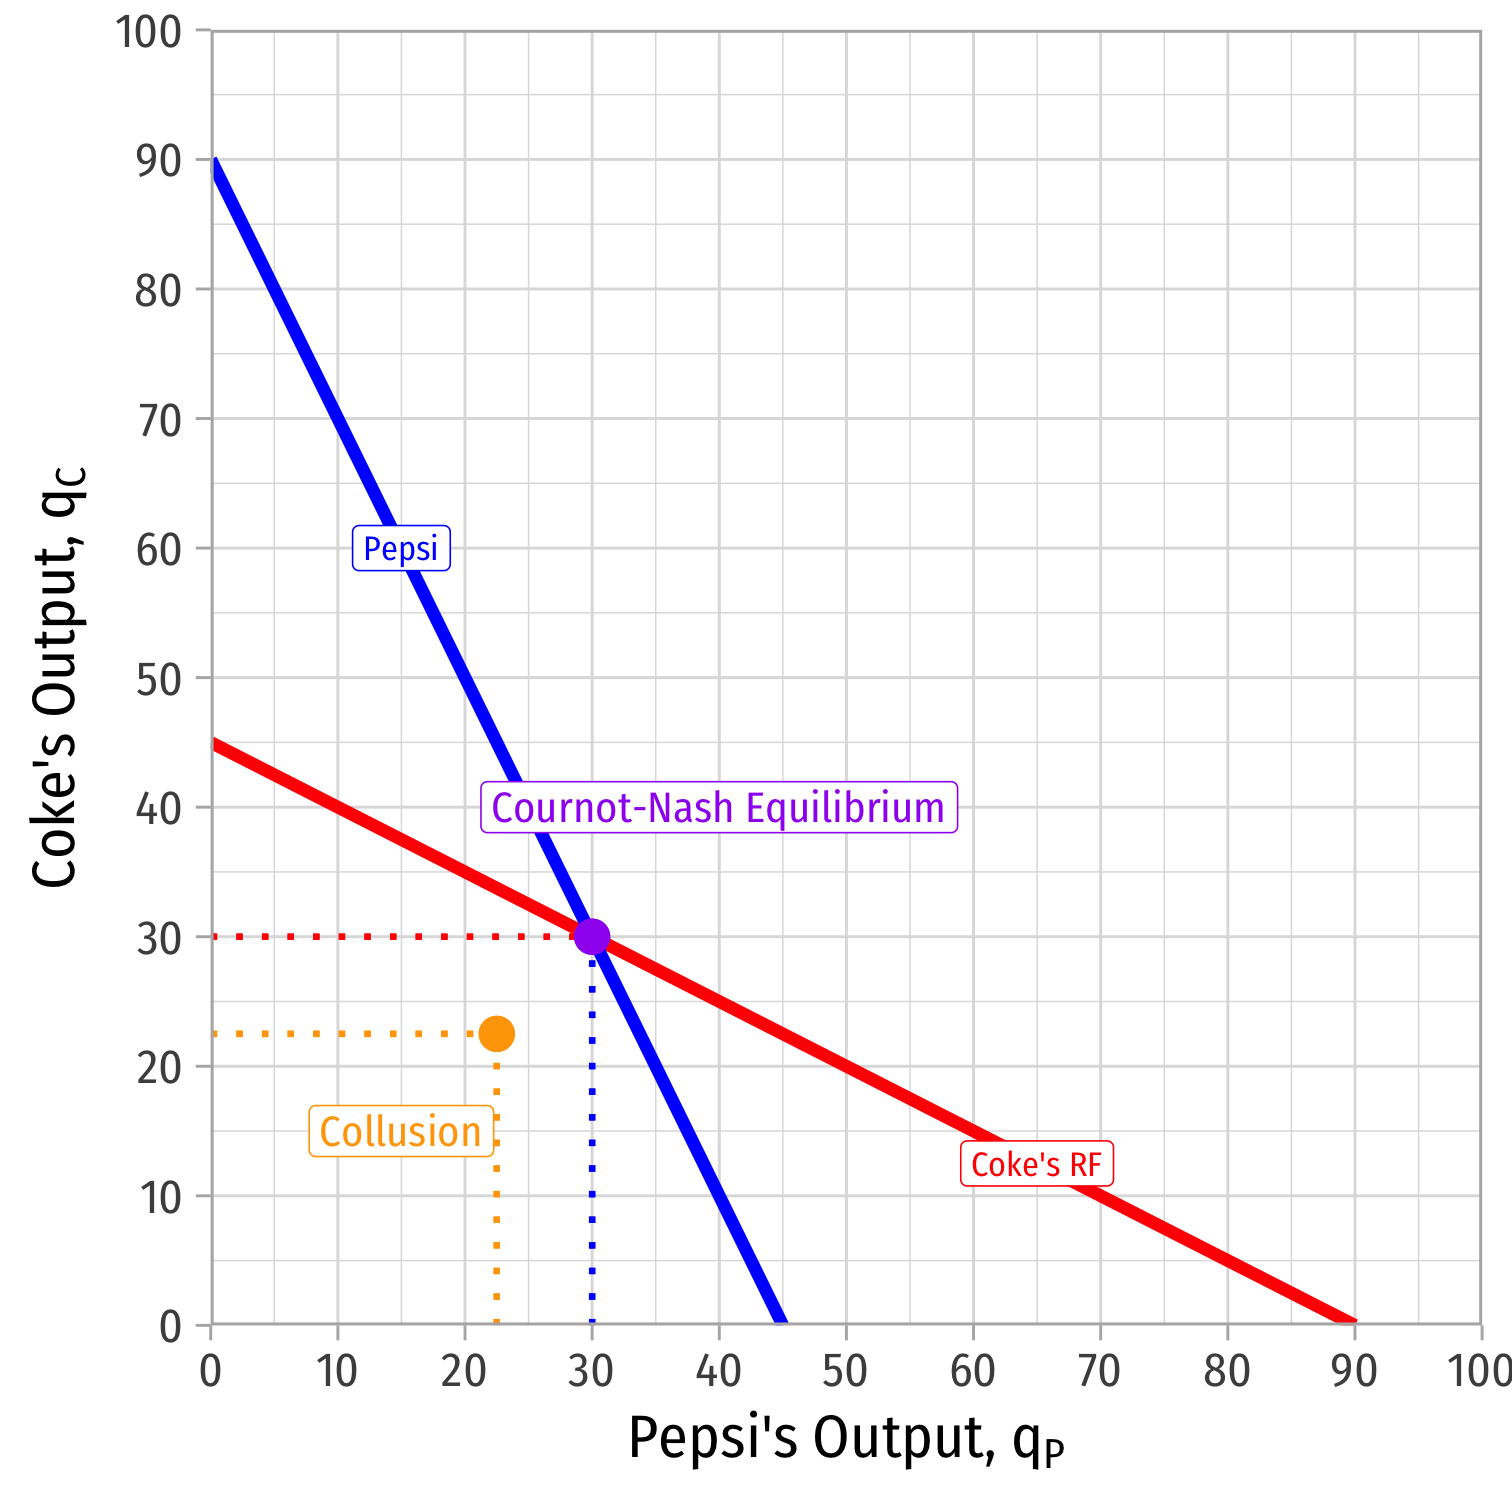 100
90
80
70
60
50
40
30
20
10
0
Coke's Output, qC
Pepsi
Cournot-Nash Equilibrium
Collusion
Coke's RF
0 10 20 30 40 50 60 70 80 90 100
Pepsi's Output, qP